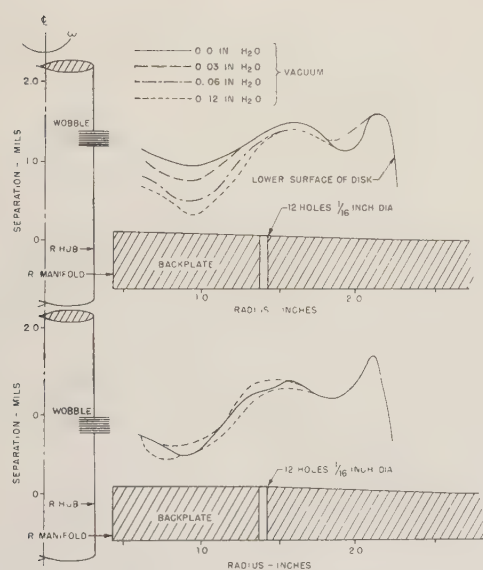 ℄
ω
0.0 IN H2O
0.03 IN H2O
0.06 IN H2O
0.12 IN H2O
VACUUM
2.0
WOBBLE
1.0
SEPARATION - MILS
LOWER SURFACE OF DISK
12 HOLES 1/16 INCH DIA
0
R HUB
BACKPLATE
R MANIFOLD
1.0
2.0
RADIUS - INCHES
2.0
0
WOBBLE
SEPARATION - MILS
12 HOLES 1/16 INCH DIA
0
R HUB
BACKPLATE
R MANIFOLD
1.0
2.0
RADIUS - INCHES